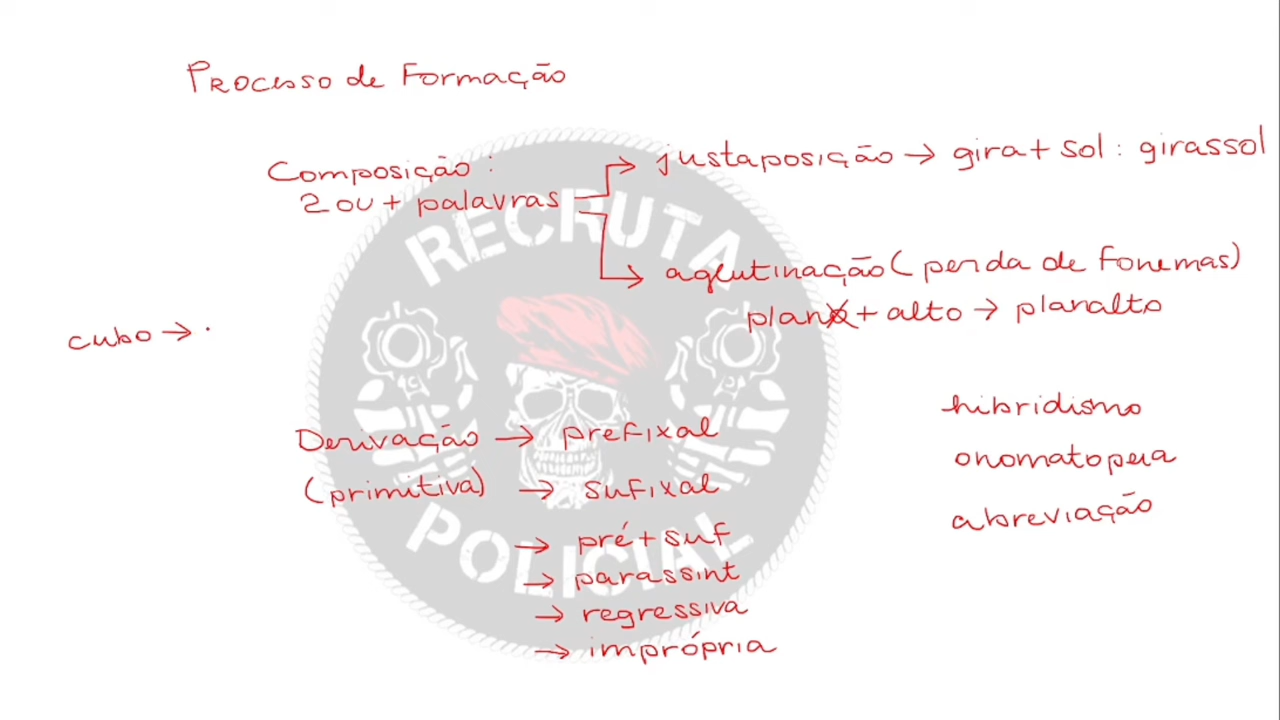 Processo de Formação
Composição:
2 ou + palavras
justaposição → gira + sol: girassol
aglutinação (perda de fonemas)
plano + alto → planalto
cubo → .
RECRUTA
POLICIAL
Derivação → prefixal
(primitiva) → sufixal
→ pré + suf
→ parassint
→ regressiva
→ imprópria
hibridismo
onomatopeia
abreviação